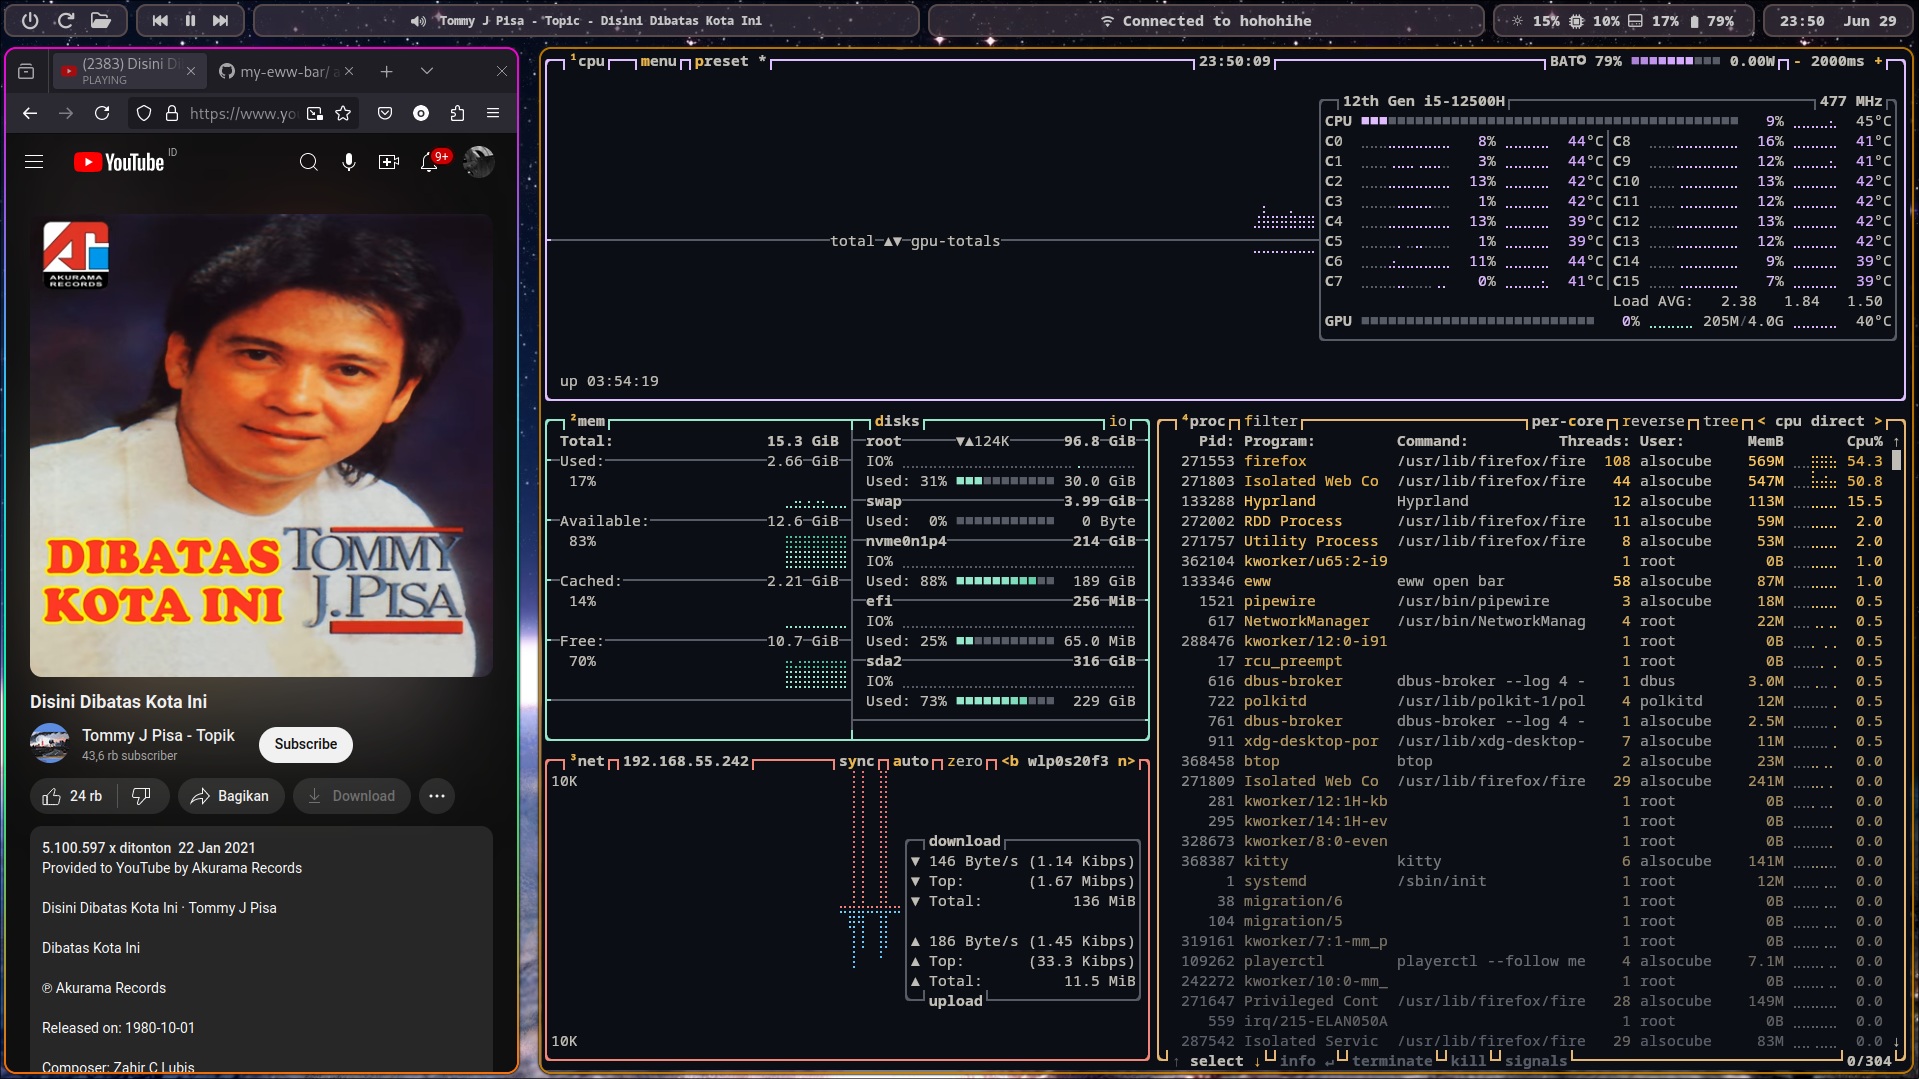 Tommy J Pisa - Topic - Disini Dibatas Kota Ini
Connected to hohohihe
15% 10% 17% 79%
23:50 Jun 29
(2383) Disini Di
PLAYING
my-eww-bar/
https://www.yo
YouTube ID
9+
AKURAMA
RECORDS
DIBATAS
KOTA INI
TOMMY
J.PISA
Disini Dibatas Kota Ini
Tommy J Pisa - Topik
43,6 rb subscriber
Subscribe
24 rb
Bagikan
Download
5.100.597 x ditonton 22 Jan 2021
Provided to YouTube by Akurama Records
Disini Dibatas Kota Ini · Tommy J Pisa
Dibatas Kota Ini
℗ Akurama Records
Released on: 1980-10-01
Composer: Zahir C Lubis
¹cpu menu preset * 23:50:09 BAT 79% 0.00W - 2000ms +
12th Gen i5-12500H 477 MHz
CPU 9% 45°C
C0 8% 44°C C8 16% 41°C
C1 3% 44°C C9 12% 41°C
C2 13% 42°C C10 13% 42°C
C3 1% 42°C C11 12% 42°C
C4 13% 39°C C12 13% 42°C
C5 1% 39°C C13 12% 42°C
C6 11% 44°C C14 9% 39°C
C7 0% 41°C C15 7% 39°C
Load AVG: 2.38 1.84 1.50
GPU 0% 205M/4.0G 40°C
total ▲▼ gpu-totals
up 03:54:19
²mem
Total: 15.3 GiB
Used: 2.66 GiB
17%
Available: 12.6 GiB
83%
Cached: 2.21 GiB
14%
Free: 10.7 GiB
70%
disks io
root ▼▲124K 96.8 GiB
IO%
Used: 31% 30.0 GiB
swap 3.99 GiB
Used: 0% 0 Byte
nvme0n1p4 214 GiB
IO%
Used: 88% 189 GiB
efi 256 MiB
IO%
Used: 25% 65.0 MiB
sda2 316 GiB
IO%
Used: 73% 229 GiB
³net 192.168.55.242 sync auto zero <b wlp0s20f3 n>
10K
download
▼ 146 Byte/s (1.14 Kibps)
▼ Top: (1.67 Mibps)
▼ Total: 136 MiB
▲ 186 Byte/s (1.45 Kibps)
▲ Top: (33.3 Kibps)
▲ Total: 11.5 MiB
upload
10K
⁴proc filter per-core reverse tree < cpu direct >
Pid: Program: Command: Threads: User: MemB Cpu% ↑
271553 firefox /usr/lib/firefox/fire 108 alsocube 569M 54.3
271803 Isolated Web Co /usr/lib/firefox/fire 44 alsocube 547M 50.8
133288 Hyprland Hyprland 12 alsocube 113M 15.5
272002 RDD Process /usr/lib/firefox/fire 11 alsocube 59M 2.0
271757 Utility Process /usr/lib/firefox/fire 8 alsocube 53M 2.0
362104 kworker/u65:2-i9 1 root 0B 1.0
133346 eww eww open bar 58 alsocube 87M 1.0
1521 pipewire /usr/bin/pipewire 3 alsocube 18M 0.5
617 NetworkManager /usr/bin/NetworkManag 4 root 22M 0.5
288476 kworker/12:0-i91 1 root 0B 0.5
17 rcu_preempt 1 root 0B 0.5
616 dbus-broker dbus-broker --log 4 - 1 dbus 3.0M 0.5
722 polkitd /usr/lib/polkit-1/pol 4 polkitd 12M 0.5
761 dbus-broker dbus-broker --log 4 - 1 alsocube 2.5M 0.5
911 xdg-desktop-por /usr/lib/xdg-desktop- 7 alsocube 11M 0.5
368458 btop btop 2 alsocube 23M 0.5
271809 Isolated Web Co /usr/lib/firefox/fire 29 alsocube 241M 0.0
281 kworker/12:1H-kb 1 root 0B 0.0
295 kworker/14:1H-ev 1 root 0B 0.0
328673 kworker/8:0-even 1 root 0B 0.0
368387 kitty kitty 6 alsocube 141M 0.0
1 systemd /sbin/init 1 root 12M 0.0
38 migration/6 1 root 0B 0.0
104 migration/5 1 root 0B 0.0
319161 kworker/7:1-mm_p 1 root 0B 0.0
109262 playerctl playerctl --follow me 4 alsocube 7.1M 0.0
242272 kworker/10:0-mm_ 1 root 0B 0.0
271647 Privileged Cont /usr/lib/firefox/fire 28 alsocube 149M 0.0
559 irq/215-ELAN050A 1 root 0B 0.0
287542 Isolated Servic /usr/lib/firefox/fire 29 alsocube 83M 0.0 ↓
↑ select ↓ info ↵ terminate kill signals 0/304